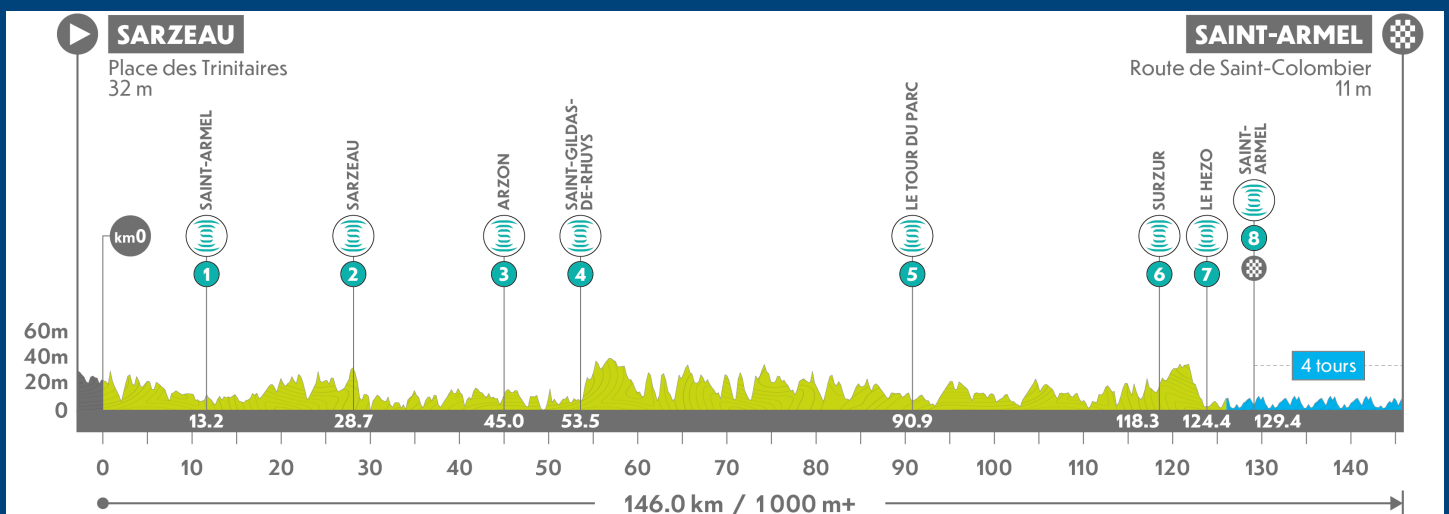 SARZEAU
Place des Trinitaires
32 m
SAINT-ARMEL
Route de Saint-Colombier
11 m
km0
SAINT-ARMEL
1
SARZEAU
2
ARZON
3
SAINT-GILDAS-
DE-RHUYS
4
LE TOUR DU PARC
5
SURZUR
6
LE HEZO
7
SAINT-
ARMEL
8
60m
40m
20m
0
4 tours
13.2 28.7 45.0 53.5 90.9 118.3 124.4 129.4
0 10 20 30 40 50 60 70 80 90 100 110 120 130 140
146.0 km / 1000 m+